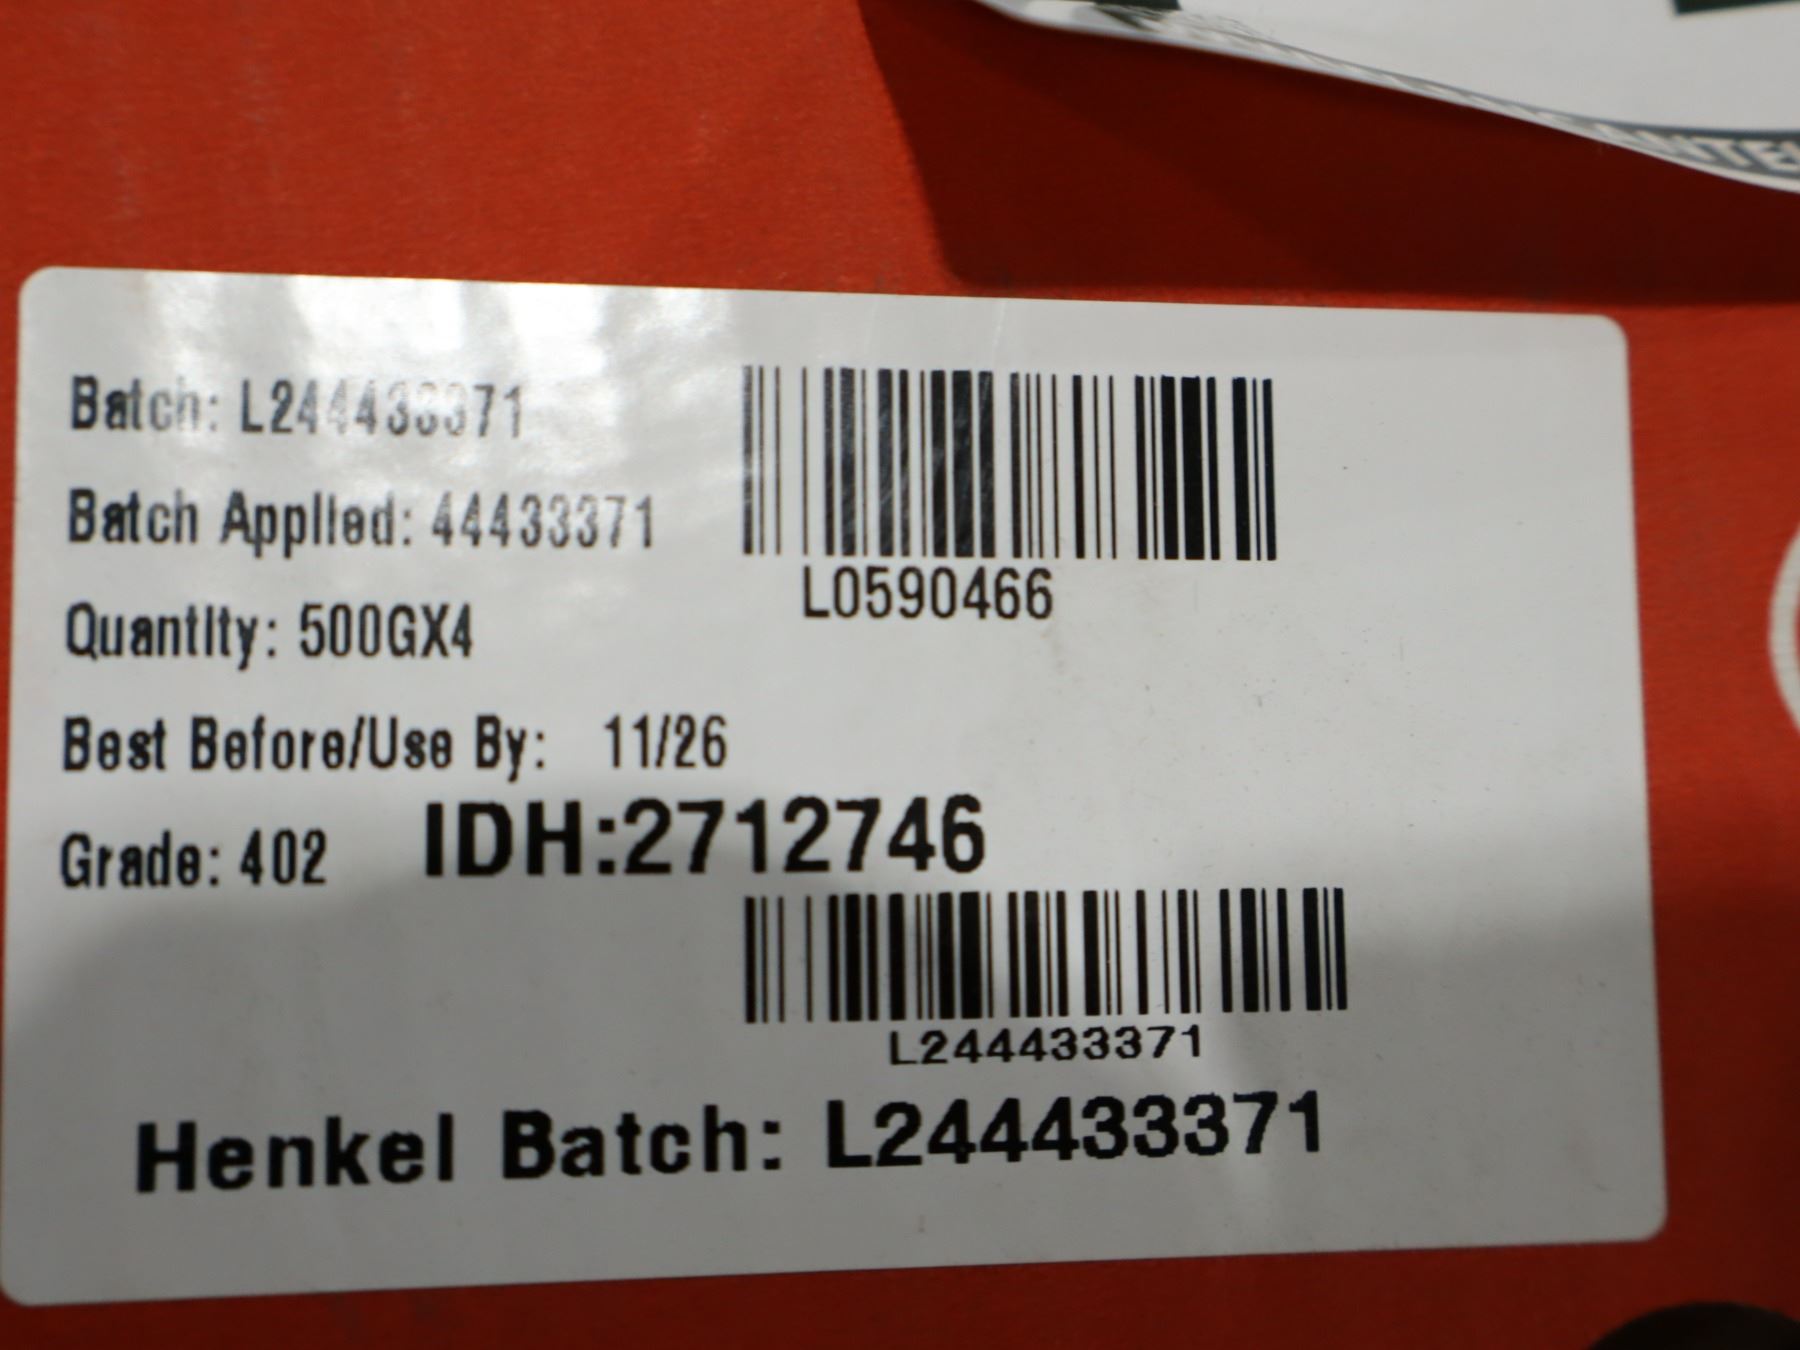 Batch: L244433371
Batch Applied: 44433371
L0590466
Quantity: 500GX4
Best Before/Use By: 11/26
Grade: 402
IDH:2712746
L244433371
Henkel Batch: L244433371